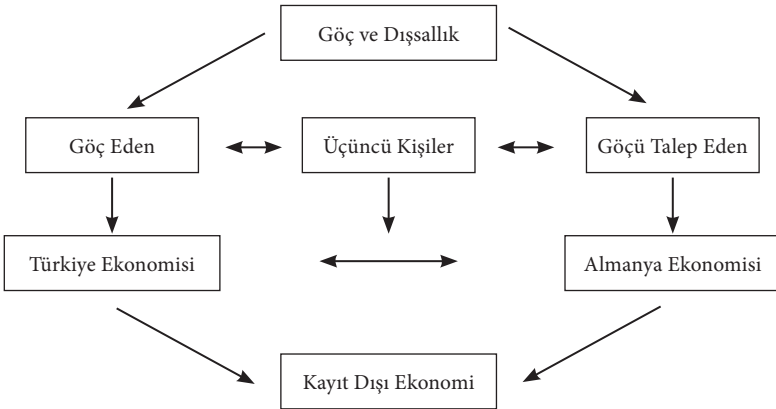 Göç ve Dışsallık
Göç Eden
Üçüncü Kişiler
Göçü Talep Eden
Türkiye Ekonomisi
Almanya Ekonomisi
Kayıt Dışı Ekonomi